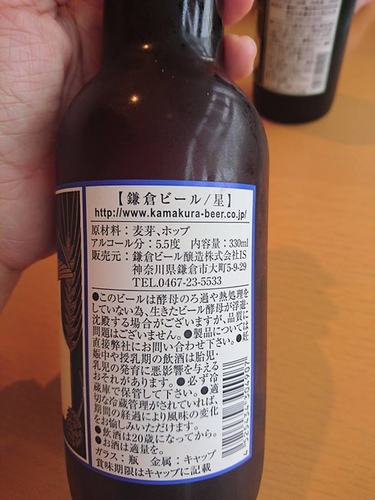 【鎌倉ビール/星】
http://www.kamakura-beer.co.jp/
原材料：麦芽、ホップ
アルコール分：5.5度 内容量：330ml
販売元：鎌倉ビール醸造株式会社IS
神奈川県鎌倉市大町5-9-29
TEL.0467-23-5533
●このビールは酵母のろ過や熱処理を
していない為、生きたビール酵母が浮遊・
沈殿する場合がございますが、品質に
問題はございません。●製品については
直接弊社にお問い合わせ下さい。●妊
娠中や授乳期の飲酒は胎児・
乳児の発育に悪影響を与える
おそれがあります。●必ず冷
蔵庫で保管して下さい。●適
切な冷蔵管理がされていれば、
期間の経過により風味の変化
をお愉しみいただけます。
●飲酒は20歳になってから。
●お酒は適量を。
ガラス：瓶 金属：キャップ
賞味期限はキャップに記載